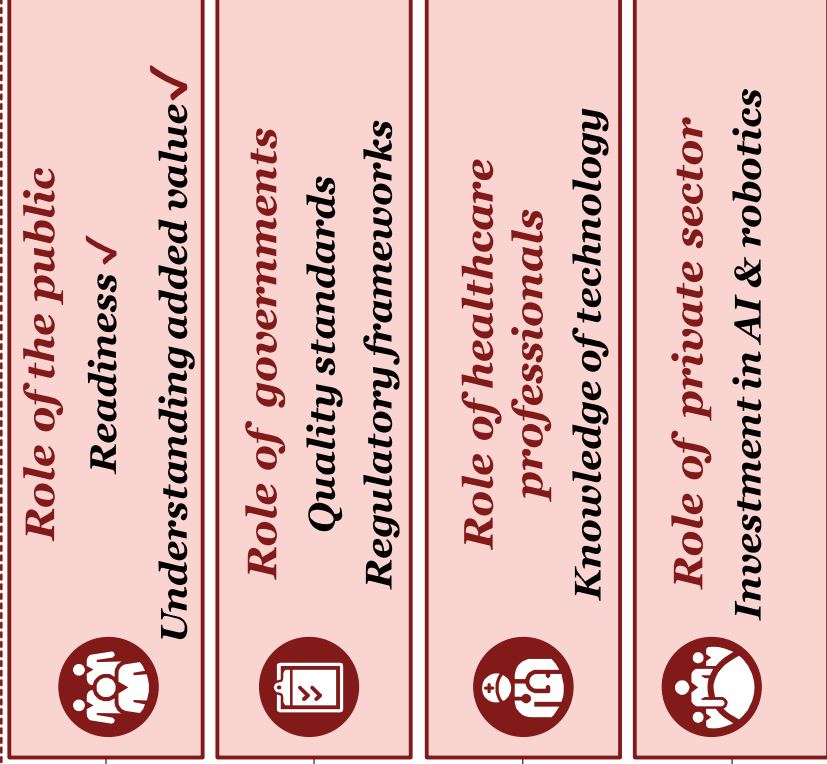 Role of the public
Readiness ✓
Understanding added value ✓
Role of governments
Quality standards
Regulatory frameworks
Role of healthcare
professionals
Knowledge of technology
Role of private sector
Investment in AI & robotics